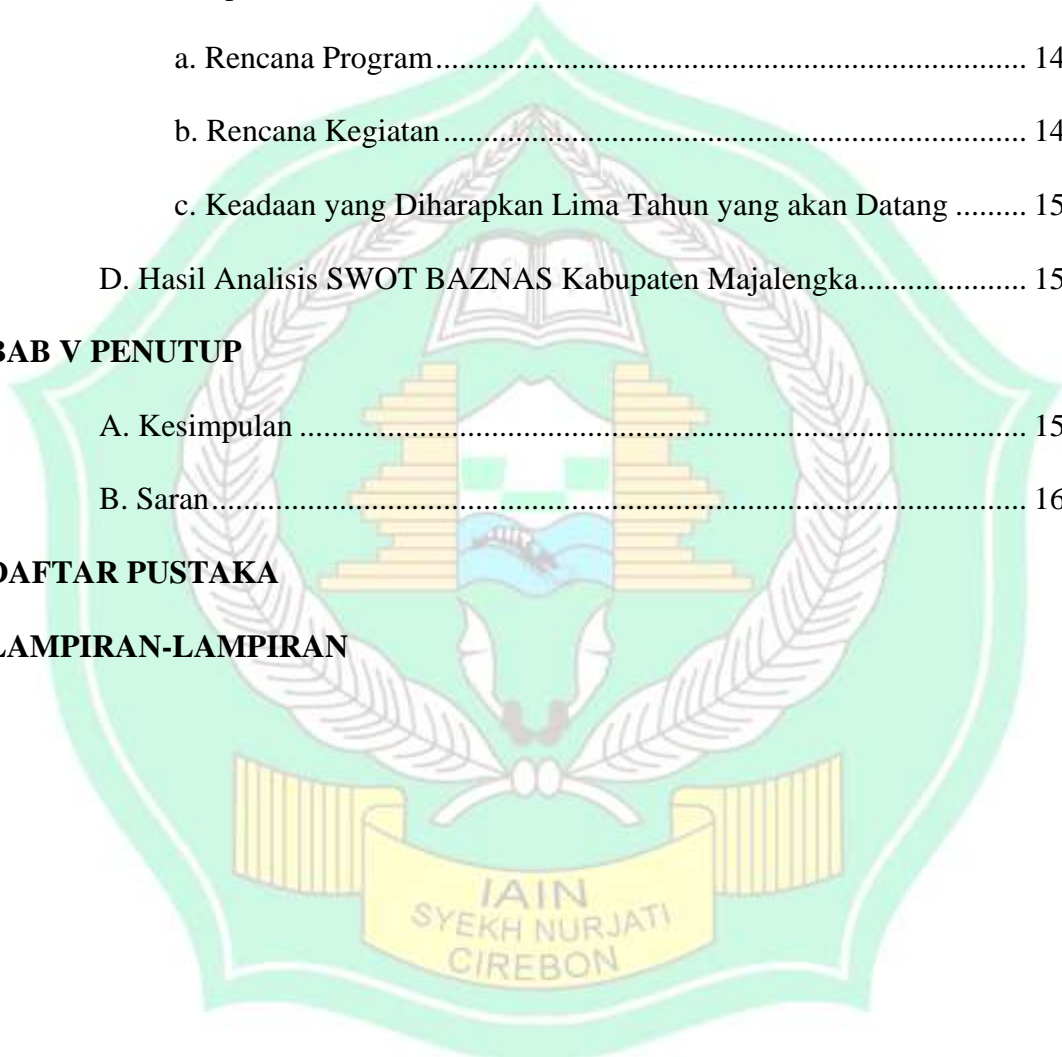 a. Rencana Program.......................................................................... 14
b. Rencana Kegiatan......................................................................... 14
c. Keadaan yang Diharapkan Lima Tahun yang akan Datang ......... 15
D. Hasil Analisis SWOT BAZNAS Kabupaten Majalengka..................... 15
BAB V PENUTUP
A. Kesimpulan ........................................................................................... 15
B. Saran...................................................................................................... 16
DAFTAR PUSTAKA
LAMPIRAN-LAMPIRAN
IAIN
SYEKH NURJATI
CIREBON